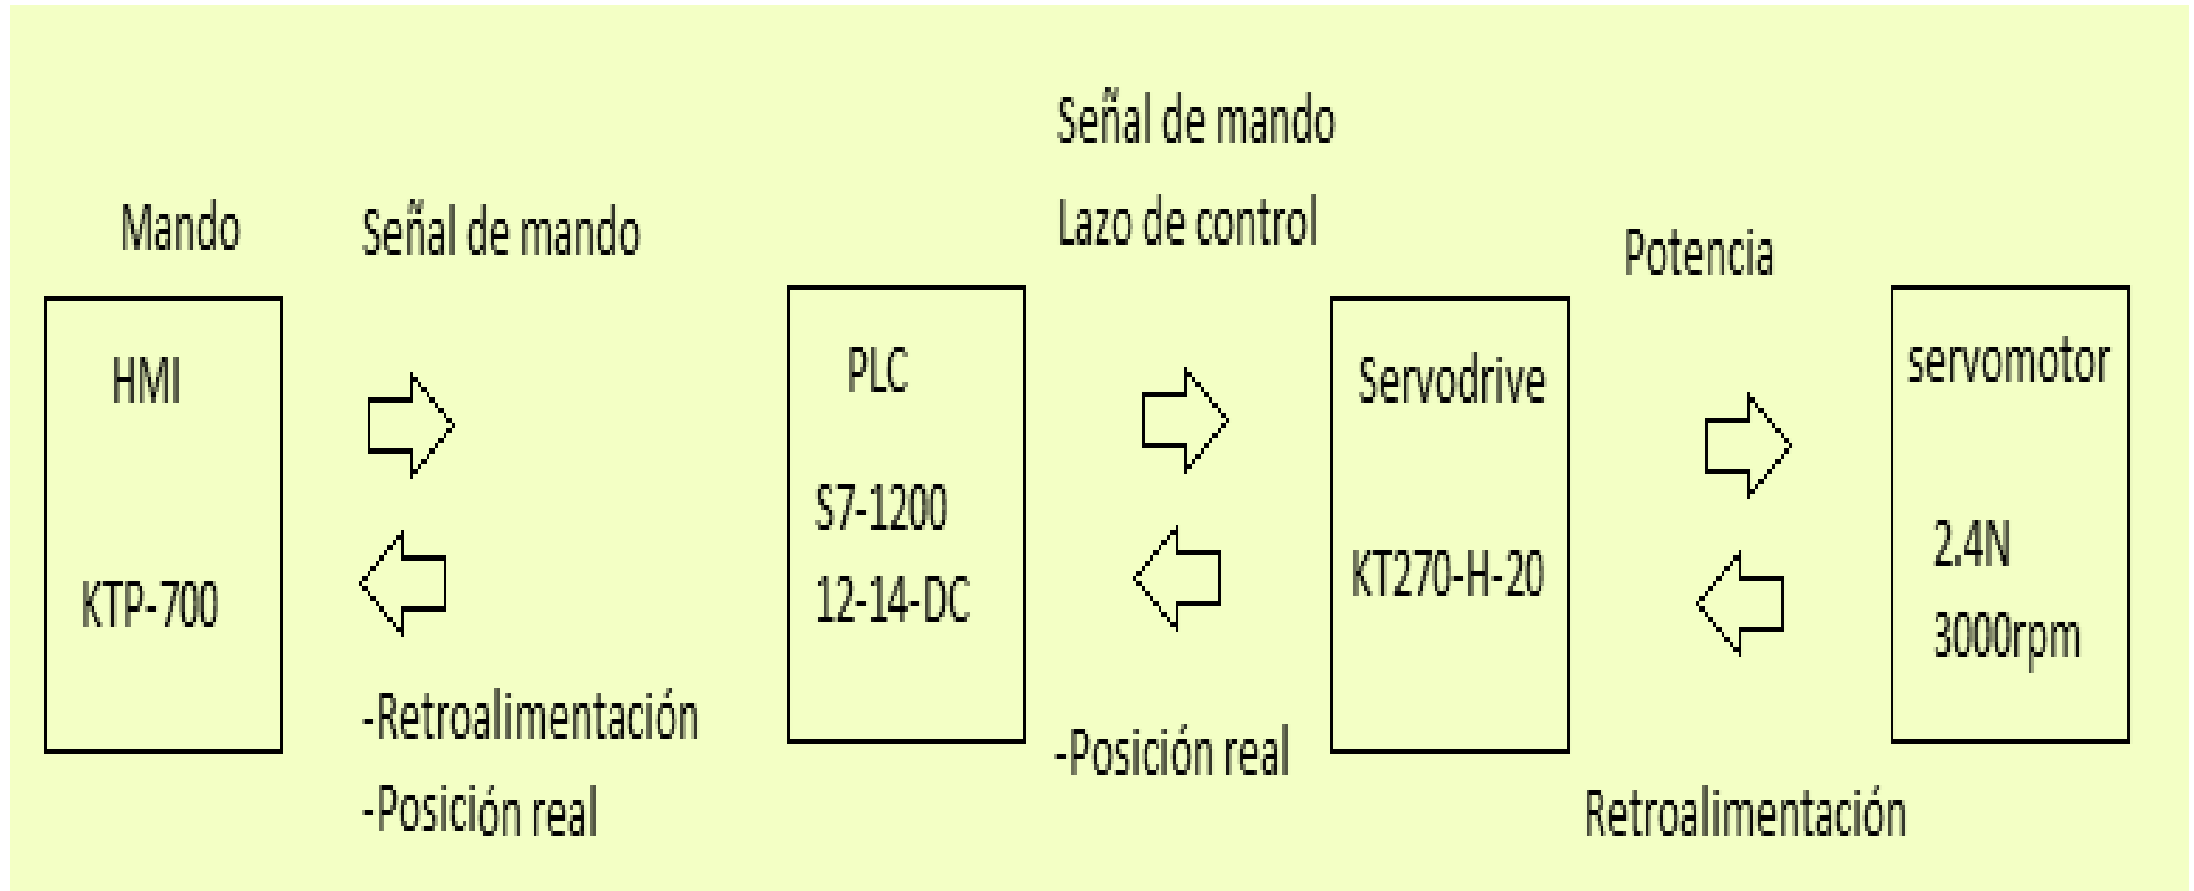 Mando
Señal de mando
HMI
KTP-700
-Retroalimentación
-Posición real
PLC
S7-1200
12-14-DC
Señal de mando
Lazo de control
-Posición real
Servodrive
KT270-H-20
Potencia
Retroalimentación
servomotor
2.4N
3000rpm